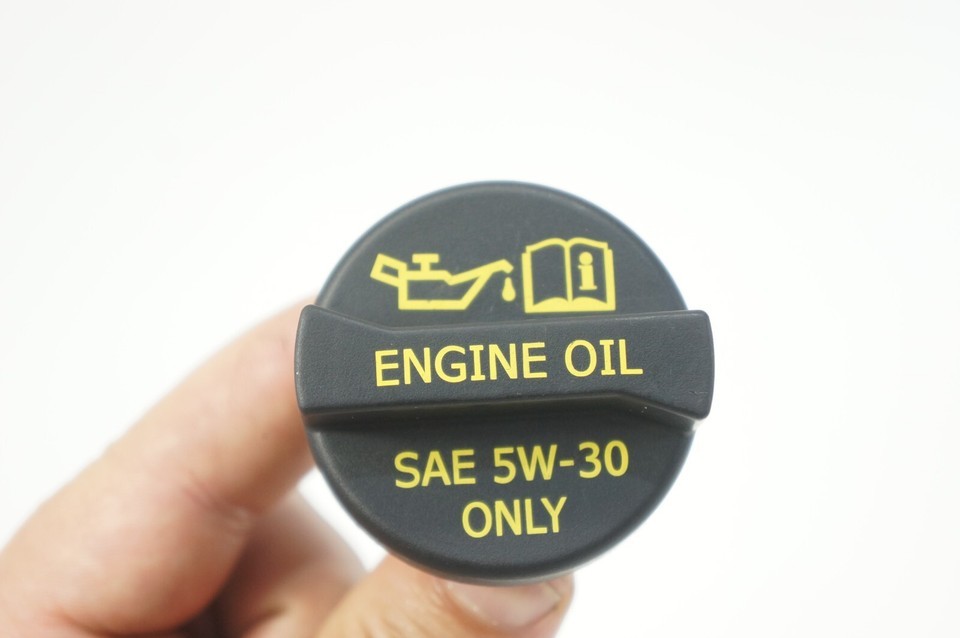 ENGINE OIL
SAE 5W-30
ONLY